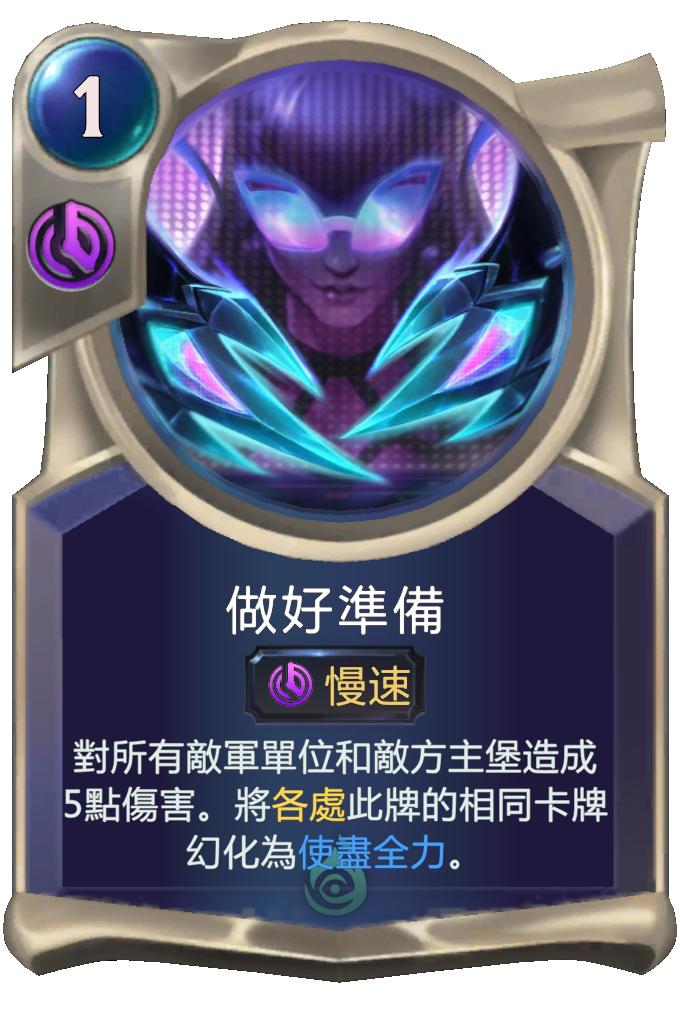 1
做好準備
慢速
對所有敵軍單位和敵方主堡造成
5點傷害。將各處此牌的相同卡牌
幻化為使盡全力。